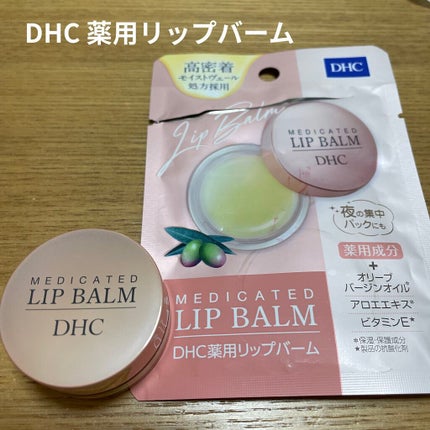 DHC 薬用リップバーム
高密着
モイストヴェール
処方採用
DHC
Lip Balm
MEDICATED
LIP BALM
DHC
夜の集中
パックにも
薬用成分
+
オリーブ
バージンオイル*
アロエエキス*
ビタミンE★
*保湿・保護成分
★製品の抗酸化剤
MEDICATED
LIP BALM
DHC薬用リップバーム
MEDICATED
LIP BALM
DHC